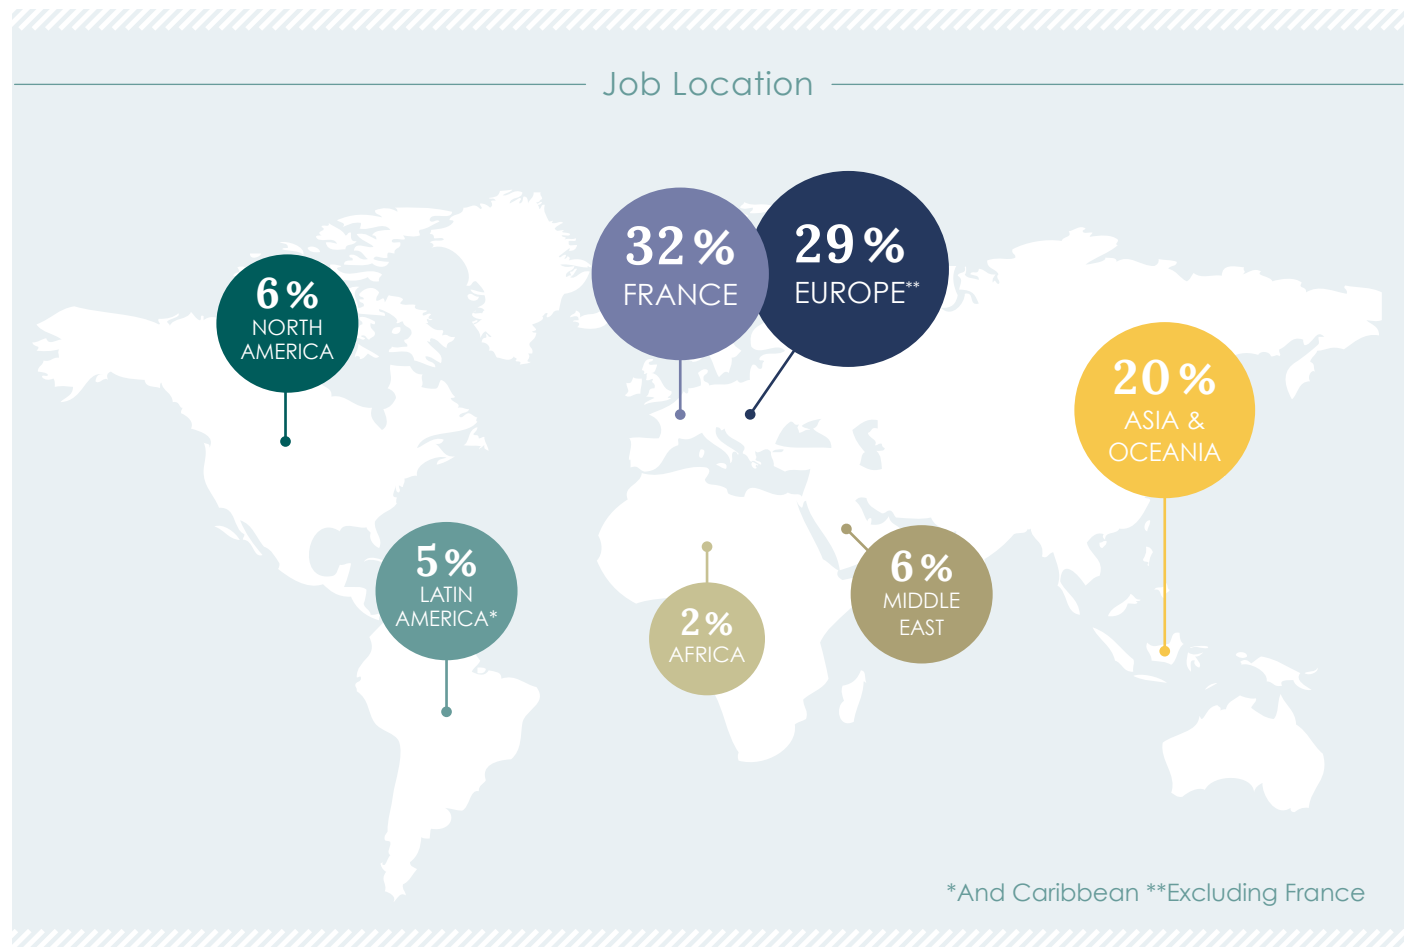 Job Location
32%
FRANCE
29%
EUROPE**
6%
NORTH
AMERICA
20%
ASIA &
OCEANIA
5%
LATIN
AMERICA*
2%
AFRICA
6%
MIDDLE
EAST
*And Caribbean **Excluding France